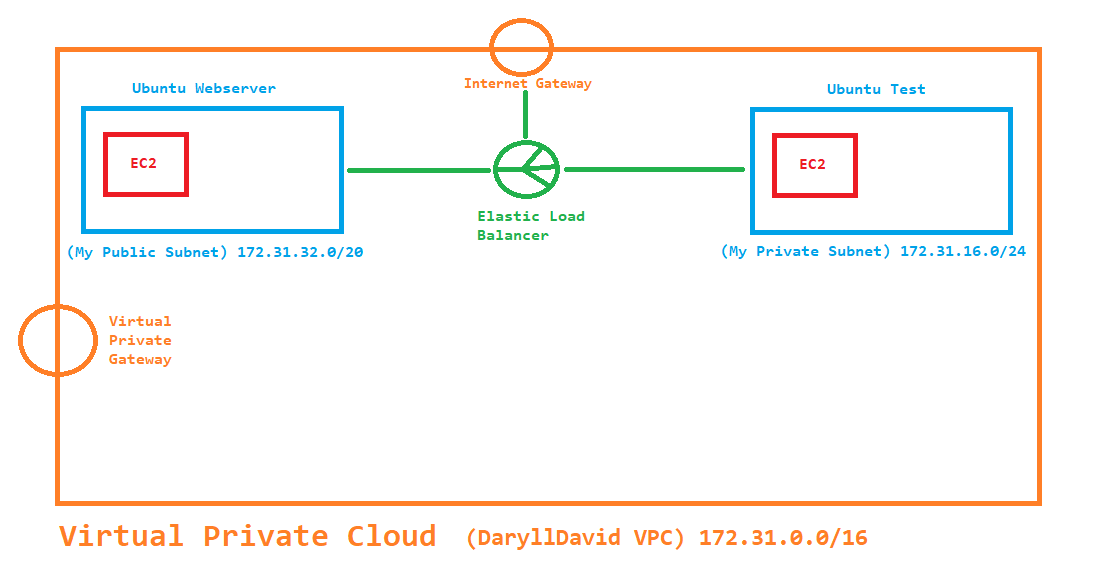 Internet Gateway
Ubuntu Webserver
Ubuntu Test
EC2
EC2
Elastic Load
Balancer
(My Public Subnet) 172.31.32.0/20
(My Private Subnet) 172.31.16.0/24
Virtual
Private
Gateway
Virtual Private Cloud (DaryllDavid VPC) 172.31.0.0/16